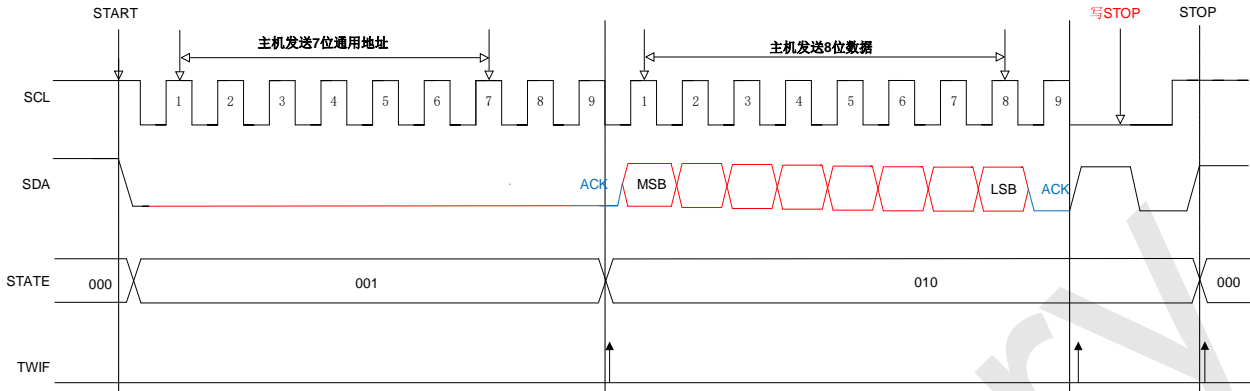 START 写STOP STOP
主机发送7位通用地址 主机发送8位数据
SCL 1 2 3 4 5 6 7 8 9 1 2 3 4 5 6 7 8 9
SDA ACK MSB LSB ACK
STATE 000 001 010 000
TWIF